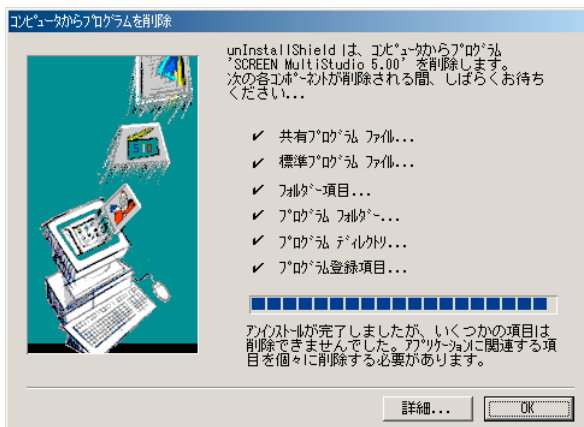 ｺﾝﾋﾟｭｰﾀからﾌﾟﾛｸﾞﾗﾑを削除
unInstallShield は、ｺﾝﾋﾟｭｰﾀからﾌﾟﾛｸﾞﾗﾑ
'SCREEN MultiStudio 5.00' を削除します。
次の各ｺﾝﾎﾟｰﾈﾝﾄが削除される間、しばらくお待ち
ください...
✔ 共有ﾌﾟﾛｸﾞﾗﾑ ﾌｧｲﾙ...
✔ 標準ﾌﾟﾛｸﾞﾗﾑ ﾌｧｲﾙ...
✔ ﾌｫﾙﾀﾞｰ項目...
✔ ﾌﾟﾛｸﾞﾗﾑ ﾌｫﾙﾀﾞｰ...
✔ ﾌﾟﾛｸﾞﾗﾑ ﾃﾞｨﾚｸﾄﾘ...
✔ ﾌﾟﾛｸﾞﾗﾑ登録項目...
ｱﾝｲﾝｽﾄｰﾙが完了しましたが、いくつかの項目は
削除できませんでした。ｱﾌﾟﾘｹｰｼｮﾝに関連する項
目を個々に削除する必要があります。
詳細...
OK